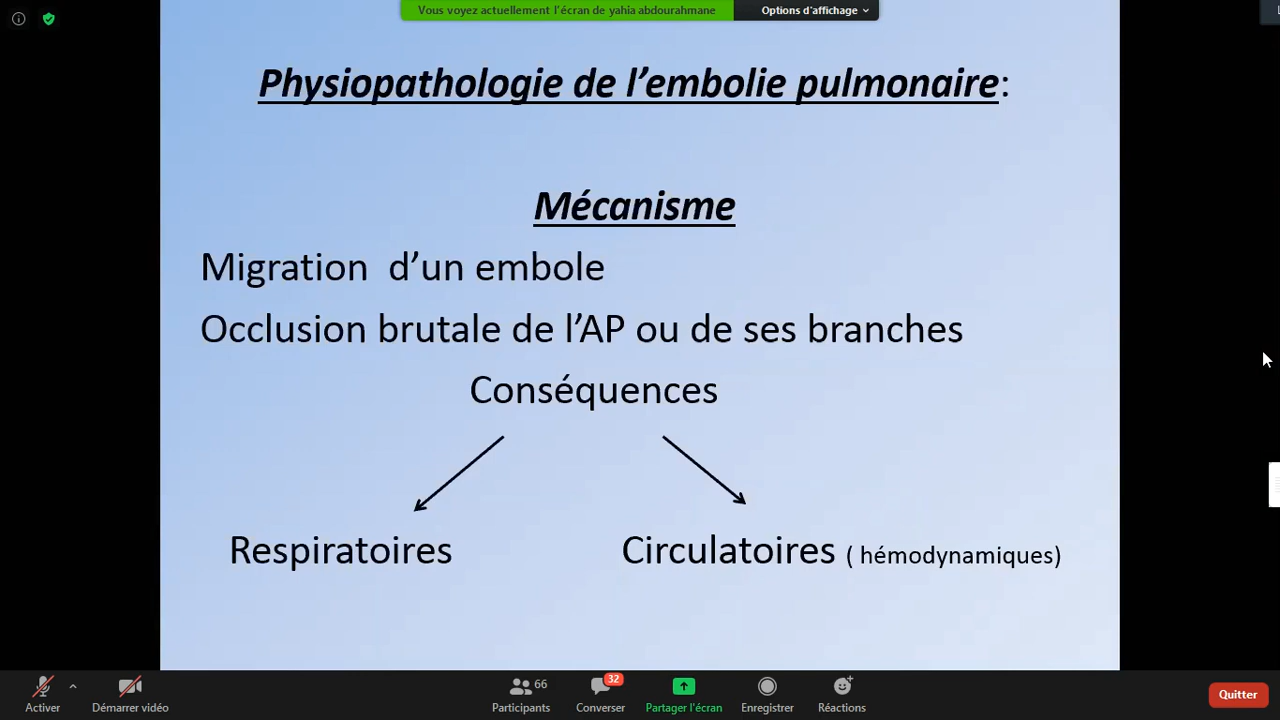 Vous voyez actuellement l'écran de yahia abdourahmane
Options d'affichage
Physiopathologie de l’embolie pulmonaire:
Mécanisme
Migration d’un embole
Occlusion brutale de l’AP ou de ses branches
Conséquences
Respiratoires
Circulatoires ( hémodynamiques)
66
32
Activer
Démarrer vidéo
Participants
Converser
Partager l'écran
Enregistrer
Réactions
Quitter